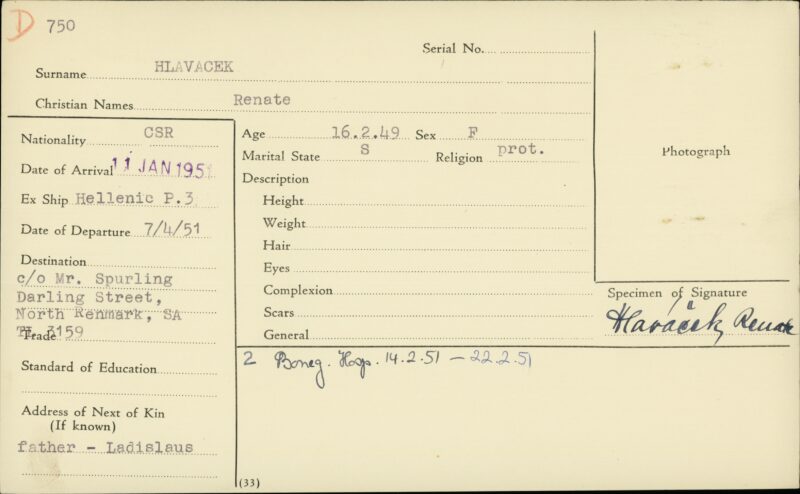 D 750
Serial No.
Surname HLAVACEK
Christian Names Renate
Nationality CSR
Date of Arrival 11 JAN 1951
Ex Ship Hellenic P.3
Date of Departure 7/4/51
Destination
c/o Mr. Spurling
Darling Street,
North Renmark, SA
Trade 3159
Standard of Education
Address of Next of Kin
(If known)
father - Ladislaus
Age 16.2.49 Sex F
Marital State S Religion prot.
Description
Height
Weight
Hair
Eyes
Complexion
Scars
General
Photograph
Specimen of Signature
Hlaváček Renate
2 Boneg. Hosp. 14.2.51 — 22.2.51
(33)